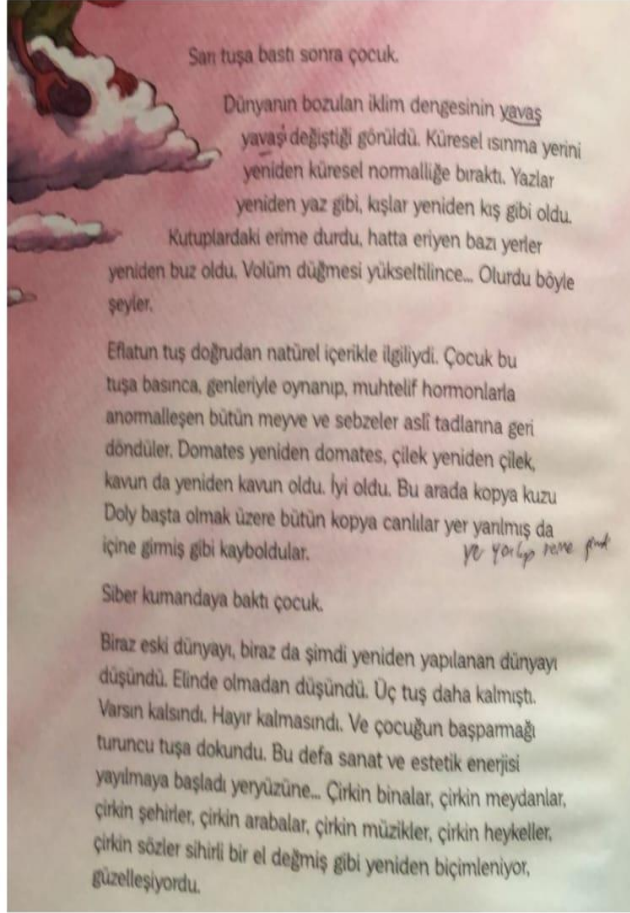 Sarı tuşa bastı sonra çocuk.
Dünyanın bozulan iklim dengesinin yavaş
yavaş değiştiği görüldü. Küresel ısınma yerini
yeniden küresel normalliğe bıraktı. Yazlar
yeniden yaz gibi, kışlar yeniden kış gibi oldu.
Kutuplardaki erime durdu, hatta eriyen bazı yerler
yeniden buz oldu. Volüm düğmesi yükseltilince... Olurdu böyle
şeyler.
Eflatun tuş doğrudan natürel içerikle ilgiliydi. Çocuk bu
tuşa basınca, genleriyle oynanıp, muhtelif hormonlarla
anormalleşen bütün meyve ve sebzeler aslî tadlarına geri
döndüler. Domates yeniden domates, çilek yeniden çilek,
kavun da yeniden kavun oldu. İyi oldu. Bu arada kopya kuzu
Doly başta olmak üzere bütün kopya canlılar yer yarılmış da
içine girmiş gibi kayboldular.
Siber kumandaya baktı çocuk.
Biraz eski dünyayı, biraz da şimdi yeniden yapılanan dünyayı
düşündü. Elinde olmadan düşündü. Üç tuş daha kalmıştı.
Varsın kalsındı. Hayır kalmasındı. Ve çocuğun başparmağı
turuncu tuşa dokundu. Bu defa sanat ve estetik enerjisi
yayılmaya başladı yeryüzüne... Çirkin binalar, çirkin meydanlar,
çirkin şehirler, çirkin arabalar, çirkin müzikler, çirkin heykeller,
çirkin sözler sihirli bir el değmiş gibi yeniden biçimleniyor,
güzelleşiyordu.